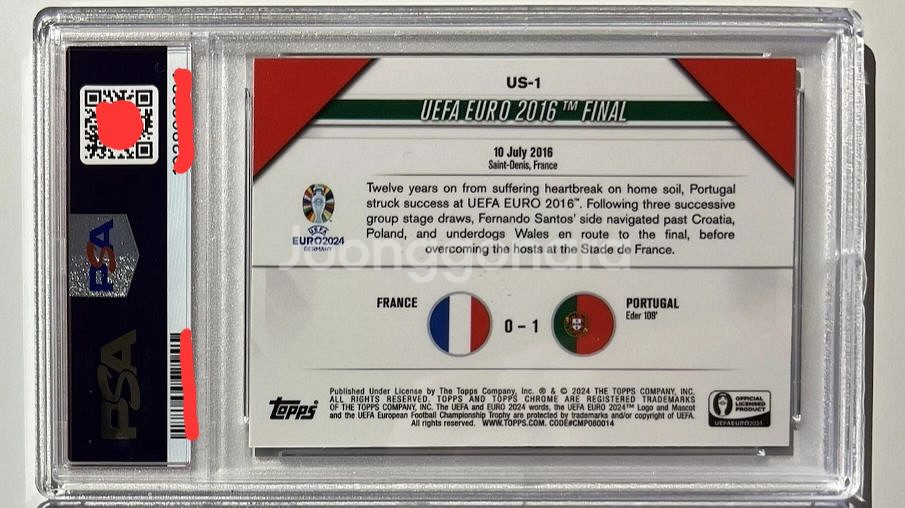 US-1
UEFA EURO 2016™ FINAL
10 July 2016
Saint-Denis, France
Twelve years on from suffering heartbreak on home soil, Portugal
struck success at UEFA EURO 2016™. Following three successive
group stage draws, Fernando Santos' side navigated past Croatia,
Poland, and underdogs Wales en route to the final, before
overcoming the hosts at the Stade de France.
UEFA
EURO2024
GERMANY
Joonggonara
FRANCE
0 - 1
PORTUGAL
Eder 109'
Topps
Published Under License by The Topps Company, Inc. ® & © 2024 THE TOPPS COMPANY, INC.
ALL RIGHTS RESERVED. TOPPS AND TOPPS CHROME ARE REGISTERED TRADEMARKS
OF THE TOPPS COMPANY, INC. The UEFA and EURO 2024 words, the UEFA EURO 2024™ Logo and Mascot
and the UEFA European Football Championship Trophy are protected by trademarks and/or copyright of UEFA.
All rights reserved. WWW.TOPPS.COM. CODE#CMP080014
OFFICIAL
LICENSED
PRODUCT
UEFAEURO2024
PSA
PSA